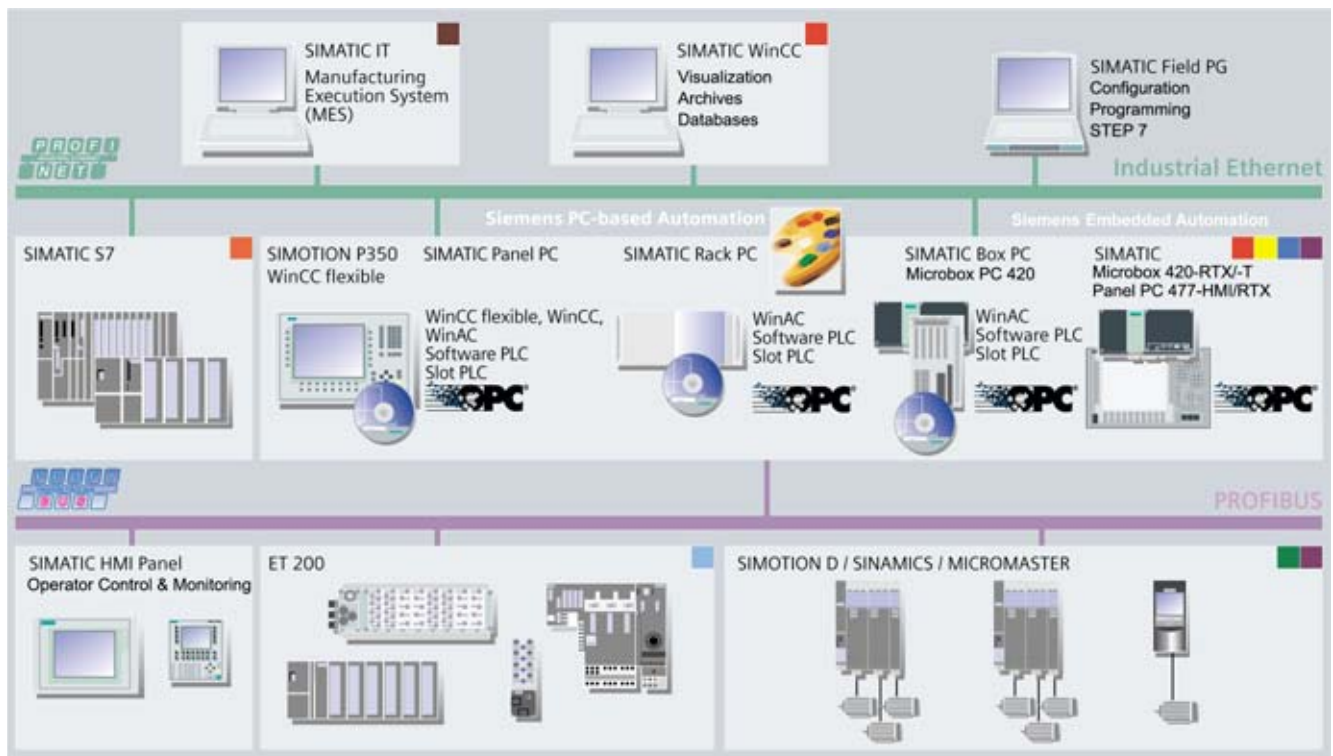 SIMATIC IT
Manufacturing
Execution System
(MES)
SIMATIC WinCC
Visualization
Archives
Databases
SIMATIC Field PG
Configuration
Programming
STEP 7
PROFI
NET
Industrial Ethernet
Siemens PC-based Automation
Siemens Embedded Automation
SIMATIC S7
SIMOTION P350
WinCC flexible
SIMATIC Panel PC
WinCC flexible, WinCC,
WinAC
Software PLC
Slot PLC
OPC
SIMATIC Rack PC
WinAC
Software PLC
Slot PLC
OPC
SIMATIC Box PC
Microbox PC 420
WinAC
Software PLC
Slot PLC
OPC
SIMATIC
Microbox 420-RTX/-T
Panel PC 477-HMI/RTX
OPC
BUS
PROFIBUS
SIMATIC HMI Panel
Operator Control & Monitoring
ET 200
SIMOTION D / SINAMICS / MICROMASTER